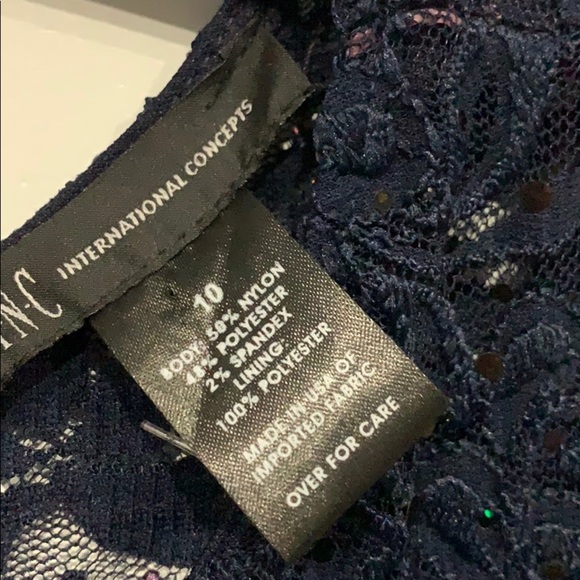 I·N·C INTERNATIONAL CONCEPTS
10
BODY: 50% NYLON
48% POLYESTER
2% SPANDEX
LINING:
100% POLYESTER
MADE IN USA OF
IMPORTED FABRIC
OVER FOR CARE